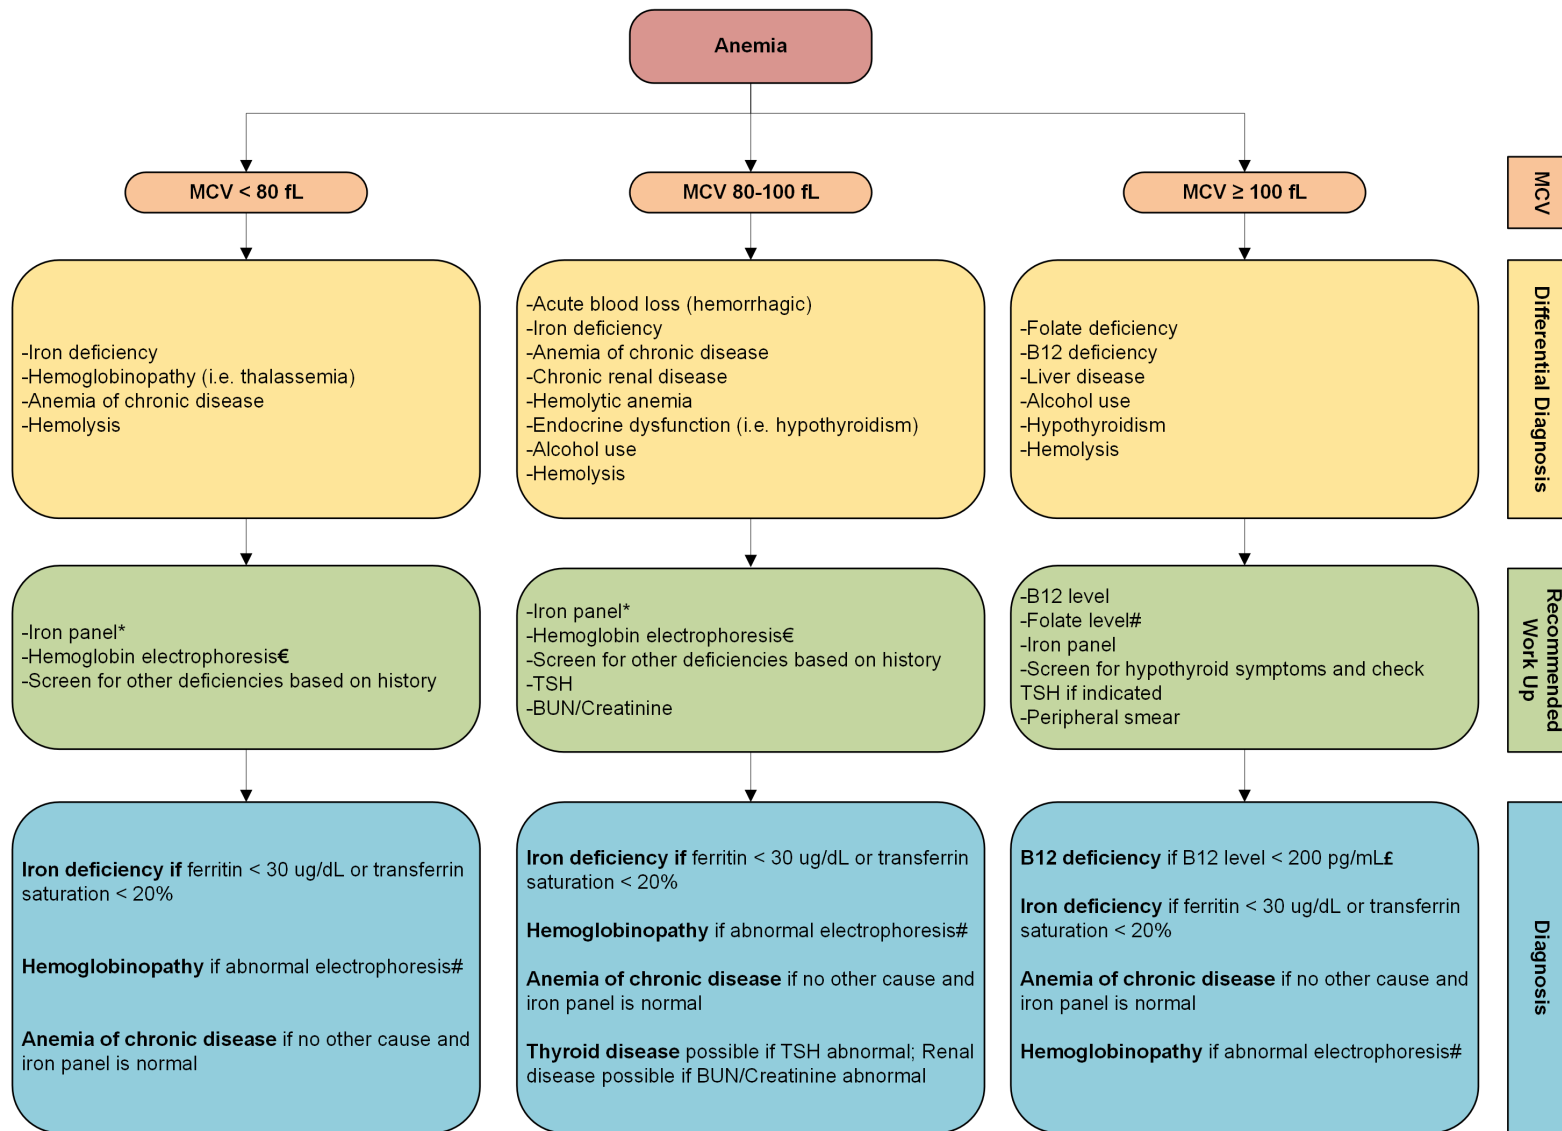 Anemia
MCV < 80 fL
MCV 80-100 fL
MCV ≥ 100 fL
MCV
-Iron deficiency
-Hemoglobinopathy (i.e. thalassemia)
-Anemia of chronic disease
-Hemolysis
-Acute blood loss (hemorrhagic)
-Iron deficiency
-Anemia of chronic disease
-Chronic renal disease
-Hemolytic anemia
-Endocrine dysfunction (i.e. hypothyroidism)
-Alcohol use
-Hemolysis
-Folate deficiency
-B12 deficiency
-Liver disease
-Alcohol use
-Hypothyroidism
-Hemolysis
Differential Diagnosis
-Iron panel*
-Hemoglobin electrophoresis€
-Screen for other deficiencies based on history
-Iron panel*
-Hemoglobin electrophoresis€
-Screen for other deficiencies based on history
-TSH
-BUN/Creatinine
-B12 level
-Folate level#
-Iron panel
-Screen for hypothyroid symptoms and check
TSH if indicated
-Peripheral smear
Recommended
Work Up
Iron deficiency if ferritin < 30 ug/dL or transferrin
saturation < 20%
Hemoglobinopathy if abnormal electrophoresis#
Anemia of chronic disease if no other cause and
iron panel is normal
Iron deficiency if ferritin < 30 ug/dL or transferrin
saturation < 20%
Hemoglobinopathy if abnormal electrophoresis#
Anemia of chronic disease if no other cause and
iron panel is normal
Thyroid disease possible if TSH abnormal; Renal
disease possible if BUN/Creatinine abnormal
B12 deficiency if B12 level < 200 pg/mL£
Iron deficiency if ferritin < 30 ug/dL or transferrin
saturation < 20%
Anemia of chronic disease if no other cause and
iron panel is normal
Hemoglobinopathy if abnormal electrophoresis#
Diagnosis